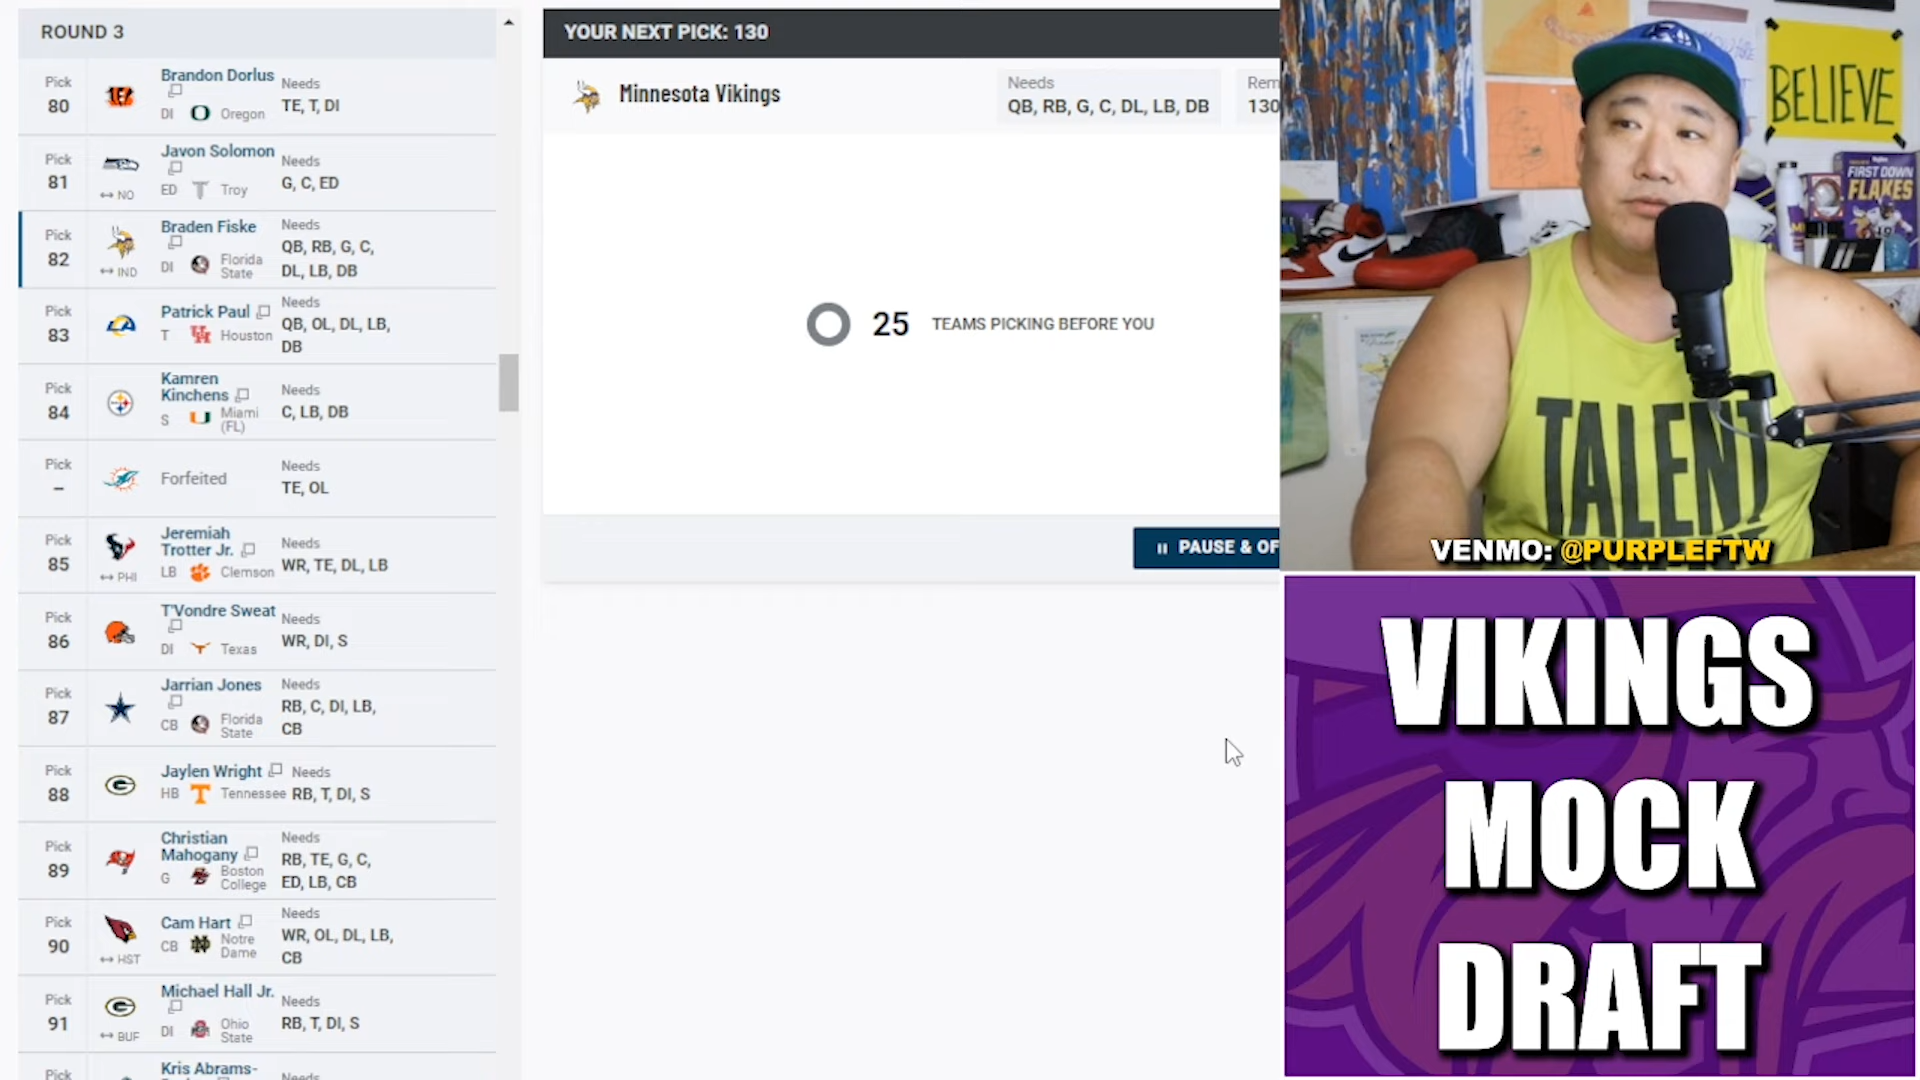 ROUND 3
Pick
80
Brandon Dorlus
DI
Oregon
Needs
TE, T, DI
Pick
81
↔ NO
Javon Solomon
ED
Troy
Needs
G, C, ED
Pick
82
↔ IND
Braden Fiske
DI
Florida
State
Needs
QB, RB, G, C,
DL, LB, DB
Pick
83
Patrick Paul
T
Houston
Needs
QB, OL, DL, LB,
DB
Pick
84
Kamren
Kinchens
S
Miami
(FL)
Needs
C, LB, DB
Pick
–
Forfeited
Needs
TE, OL
Pick
85
↔ PHI
Jeremiah
Trotter Jr.
LB
Clemson
Needs
WR, TE, DL, LB
Pick
86
T'Vondre Sweat
DI
Texas
Needs
WR, DI, S
Pick
87
Jarrian Jones
CB
Florida
State
Needs
RB, C, DI, LB,
CB
Pick
88
Jaylen Wright
HB
Tennessee
Needs
RB, T, DI, S
Pick
89
Christian
Mahogany
G
Boston
College
Needs
RB, TE, G, C,
ED, LB, CB
Pick
90
↔ HST
Cam Hart
CB
Notre
Dame
Needs
WR, OL, DL, LB,
CB
Pick
91
↔ BUF
Michael Hall Jr.
DI
Ohio
State
Needs
RB, T, DI, S
Pick
Kris Abrams-
Needs
YOUR NEXT PICK: 130
Minnesota Vikings
Needs
QB, RB, G, C, DL, LB, DB
Rem
130
25 TEAMS PICKING BEFORE YOU
PAUSE & OF
BELIEVE
FIRST DOWN
FLAKES
TALENT
VENMO: @PURPLEFTW
VIKINGS
MOCK
DRAFT